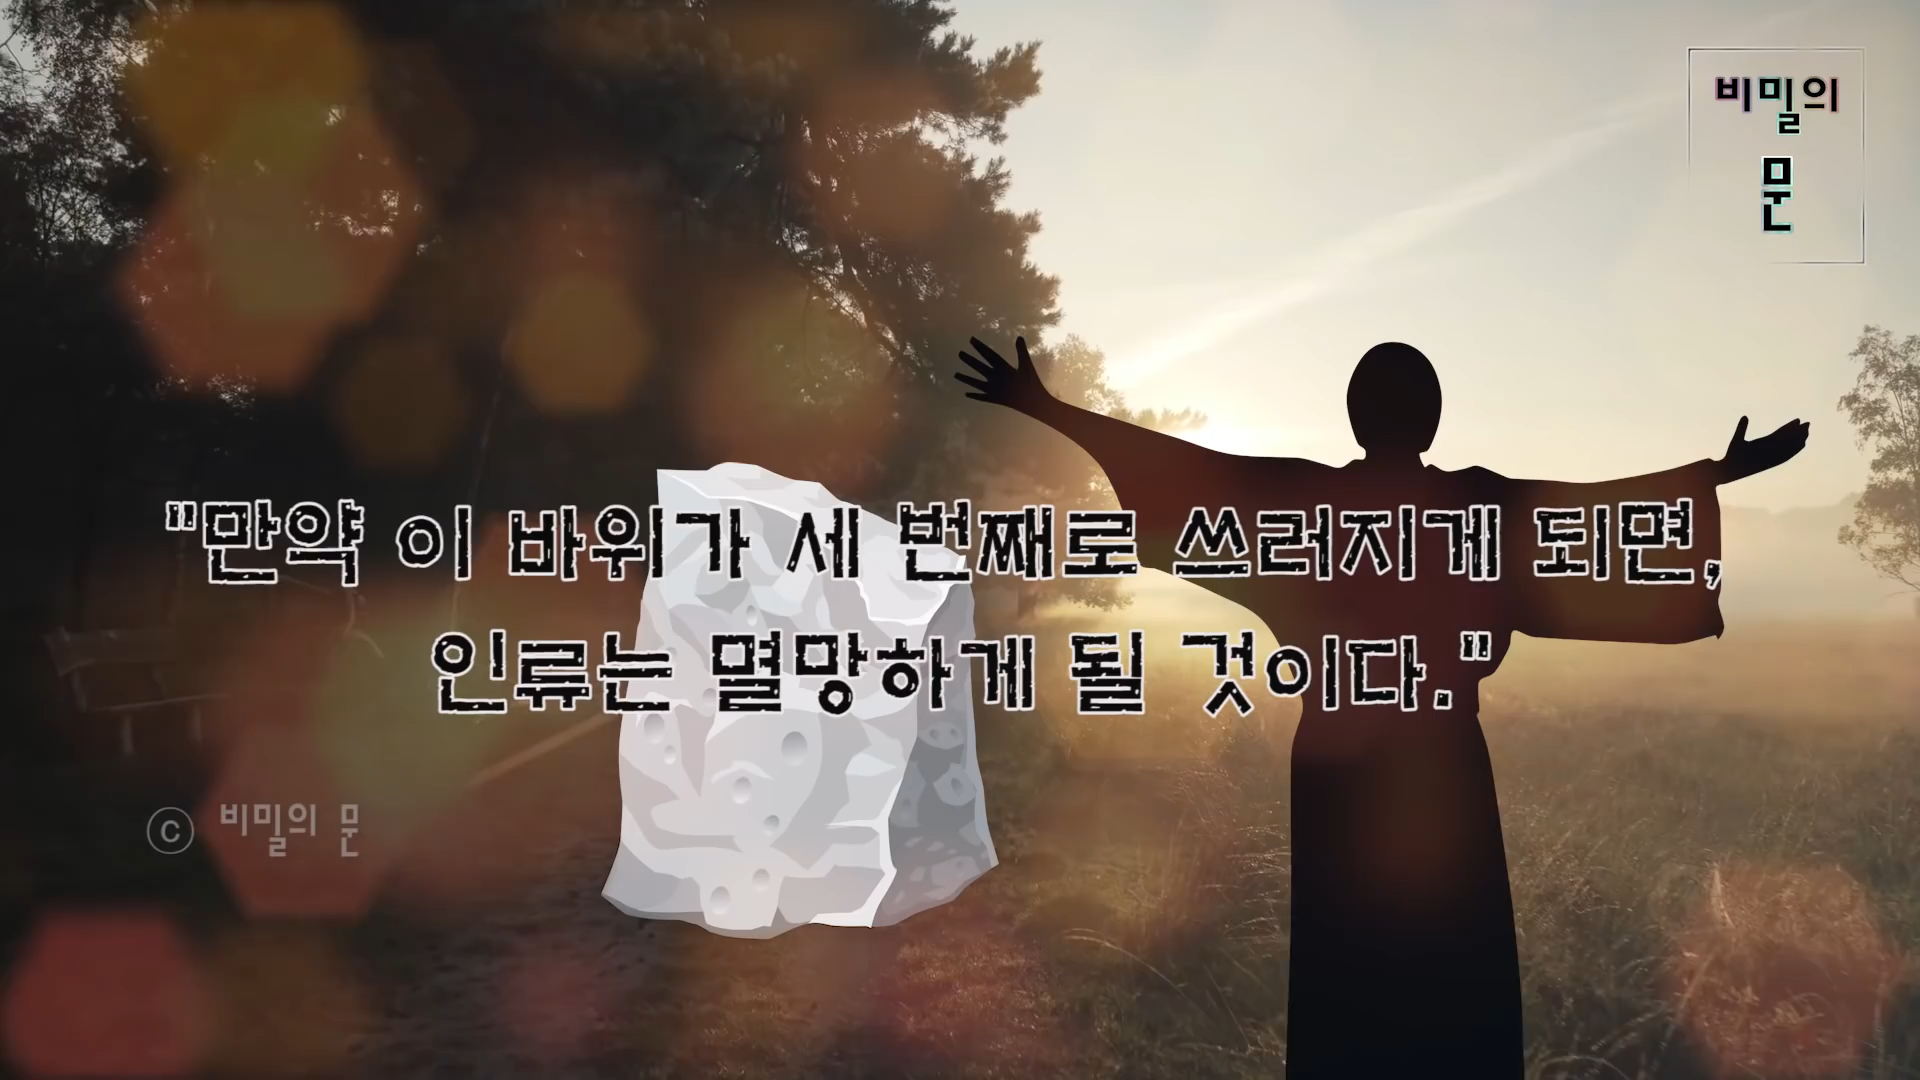 비밀의
문
"만약 이 바위가 세 번째로 쓰러지게 되면,
인류는 멸망하게 될 것이다."
ⓒ 비밀의 문